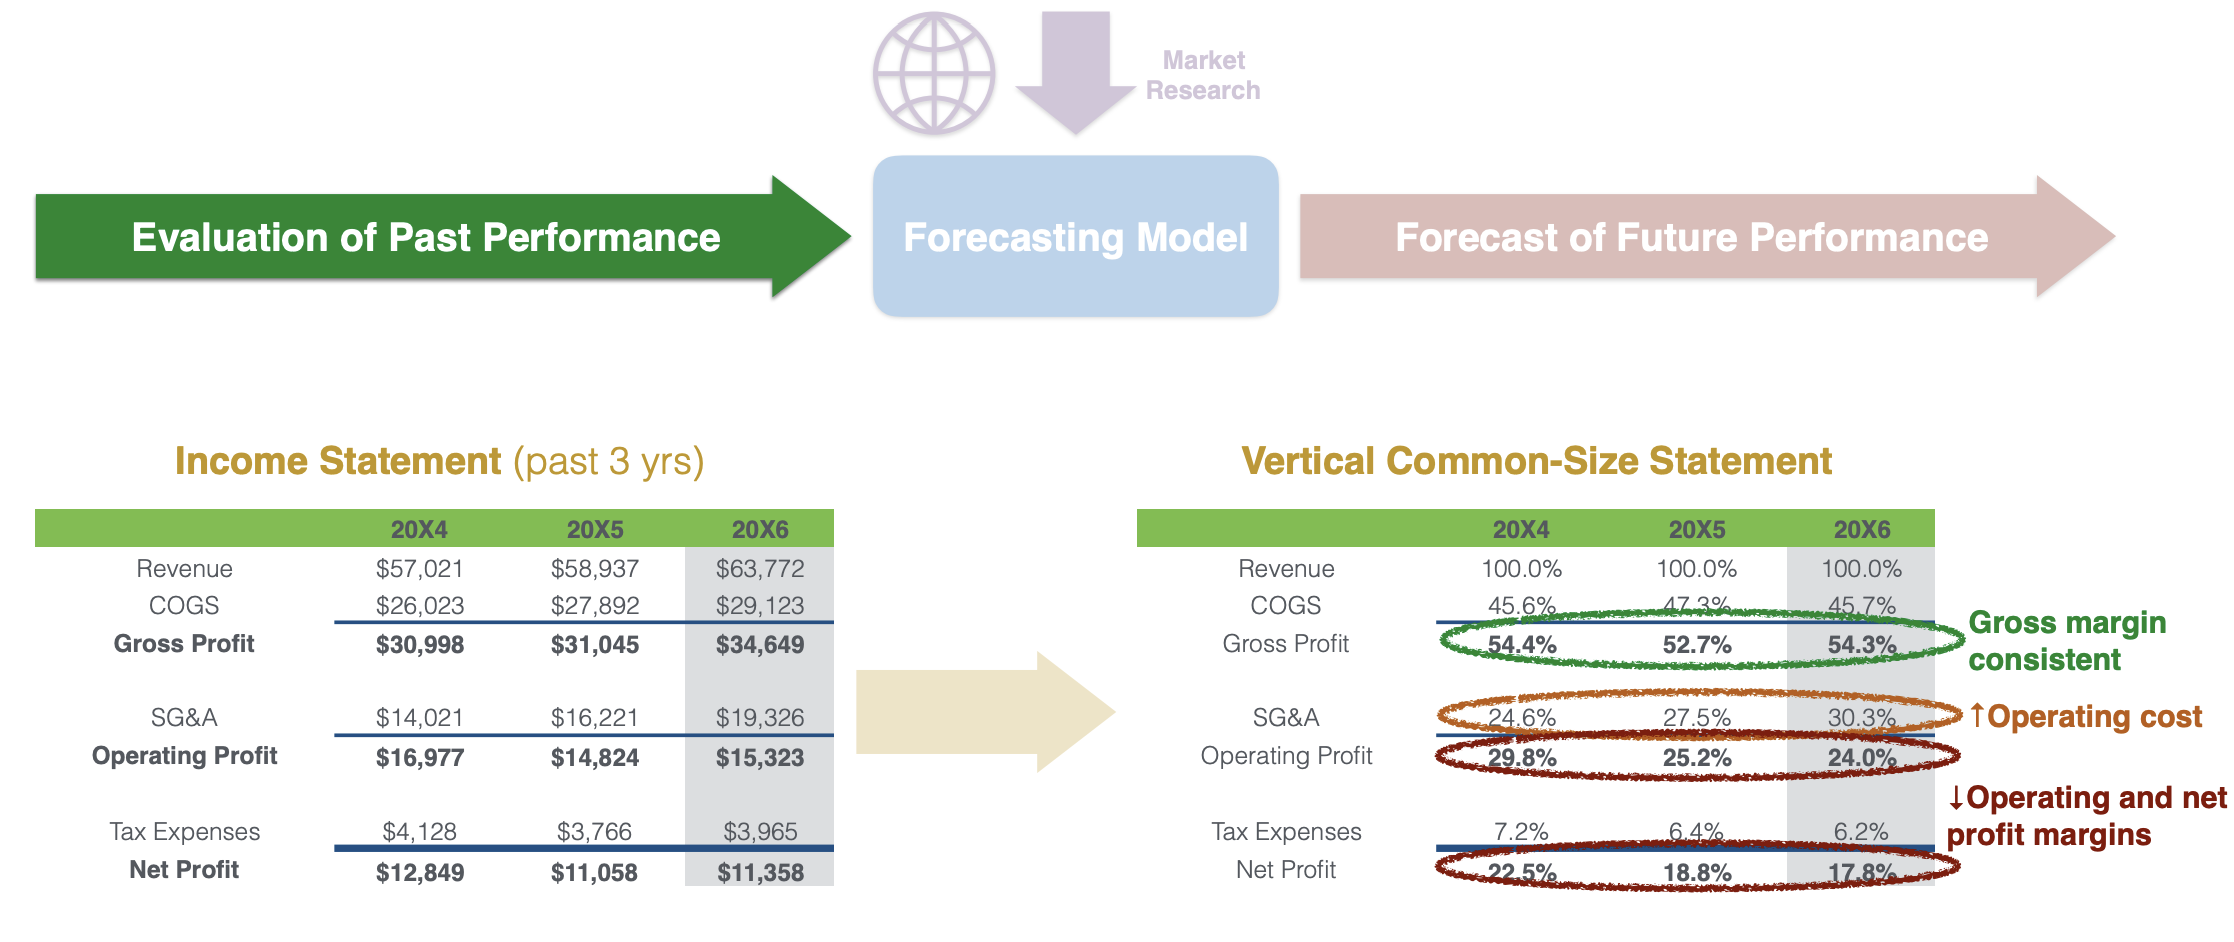 Market
Research
Evaluation of Past Performance
Forecasting Model
Forecast of Future Performance
Income Statement (past 3 yrs)
20X4 20X5 20X6
Revenue $57,021 $58,937 $63,772
COGS $26,023 $27,892 $29,123
Gross Profit $30,998 $31,045 $34,649
SG&A $14,021 $16,221 $19,326
Operating Profit $16,977 $14,824 $15,323
Tax Expenses $4,128 $3,766 $3,965
Net Profit $12,849 $11,058 $11,358
Vertical Common-Size Statement
20X4 20X5 20X6
Revenue 100.0% 100.0% 100.0%
COGS 45.6% 47.3% 45.7%
Gross Profit 54.4% 52.7% 54.3%
SG&A 24.6% 27.5% 30.3%
Operating Profit 29.8% 25.2% 24.0%
Tax Expenses 7.2% 6.4% 6.2%
Net Profit 22.5% 18.8% 17.8%
Gross margin
consistent
↑Operating cost
↓Operating and net
profit margins